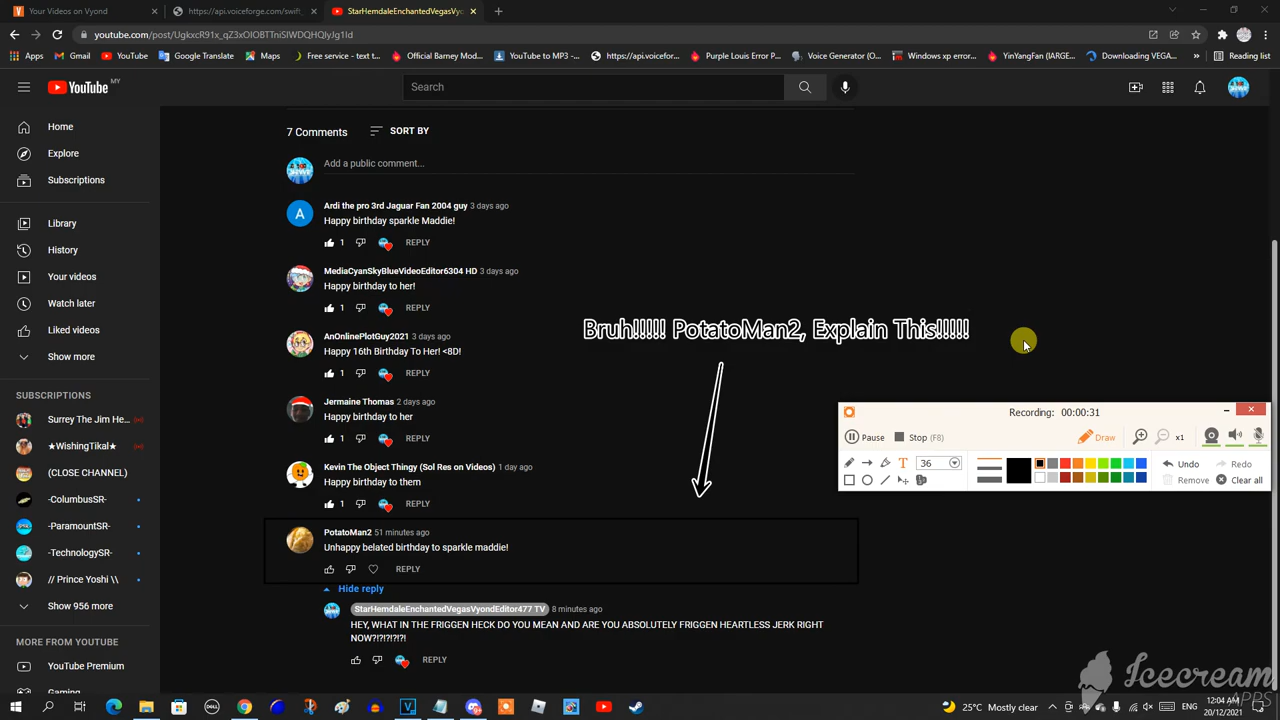 Your Videos on Vyond
https://api.voiceforge.com/swift_
StarHemdaleEnchantedVegasVyo
youtube.com/post/UgkxcR91x_qZ3xOlO8TTniSIWDQHQlyJg1Id
Apps
Gmail
YouTube
Google Translate
Maps
Free service - text t...
Official Barney Mo...
YouTube to MP3 -...
https://api.voicefor...
Purple Louis Error P...
Voice Generator (O...
Windows xp error...
YinYangFan (lARGE...
Downloading VEGA...
Reading list
YouTube
MY
Search
Home
Explore
Subscriptions
Library
History
Your videos
Watch later
Liked videos
Show more
SUBSCRIPTIONS
Surrey The Jim He...
★WishingTikal★
(CLOSE CHANNEL)
-ColumbusSR-
-ParamountSR-
-TechnologySR-
// Prince Yoshi \\
Show 956 more
MORE FROM YOUTUBE
YouTube Premium
Gaming
7 Comments
SORT BY
Add a public comment...
A
Ardi the pro 3rd Jaguar Fan 2004 guy 3 days ago
Happy birthday sparkle Maddie!
1 REPLY
MediaCyanSkyBlueVideoEditor6304 HD 3 days ago
Happy birthday to her!
1 REPLY
AnOnlinePlotGuy2021 3 days ago
Happy 16th Birthday To Her! <8D!
1 REPLY
Jermaine Thomas 2 days ago
Happy birthday to her
1 REPLY
Kevin The Object Thingy (Sol Res on Videos) 1 day ago
Happy birthday to them
1 REPLY
PotatoMan2 51 minutes ago
Unhappy belated birthday to sparkle maddie!
REPLY
Hide reply
StarHemdaleEnchantedVegasVyondEditor477 TV 8 minutes ago
HEY, WHAT IN THE FRIGGEN HECK DO YOU MEAN AND ARE YOU ABSOLUTELY FRIGGEN HEARTLESS JERK RIGHT
NOW?!?!?!?!?!
REPLY
Bruh!!!!! PotatoMan2, Explain This!!!!!
Recording: 00:00:31
Pause
Stop (F8)
Draw
x1
36
Undo
Redo
Remove
Clear all
Icecream
APPS
25°C Mostly clear
ENG
12:04 AM
20/12/2021